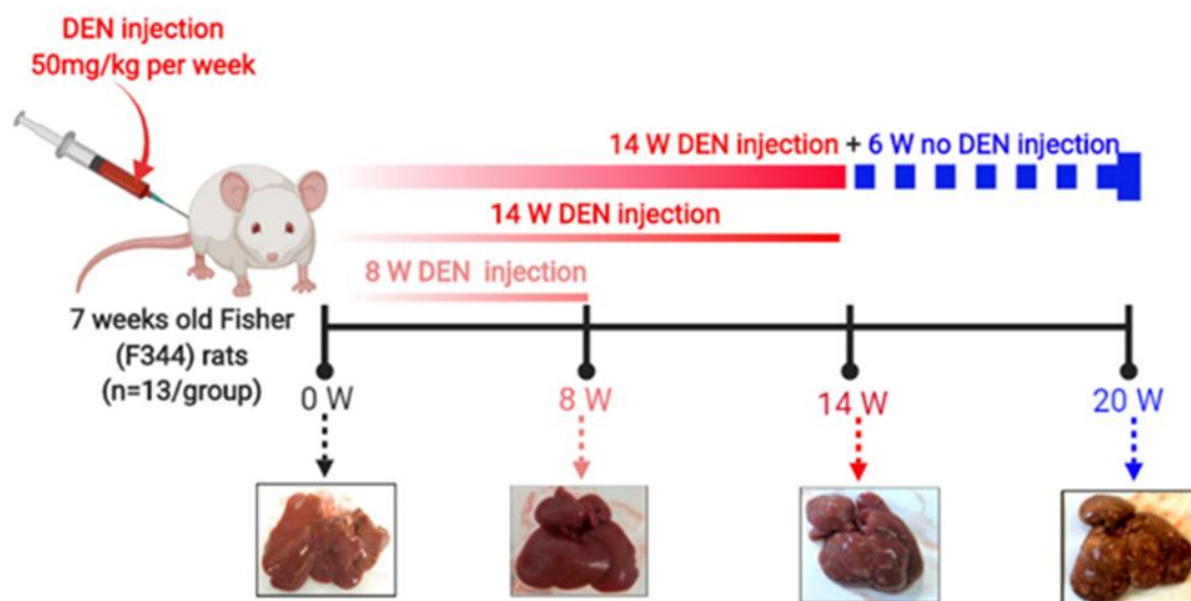 DEN injection
50mg/kg per week
14 W DEN injection + 6 W no DEN injection
14 W DEN injection
8 W DEN injection
7 weeks old Fisher
(F344) rats
(n=13/group)
0 W
8 W
14 W
20 W